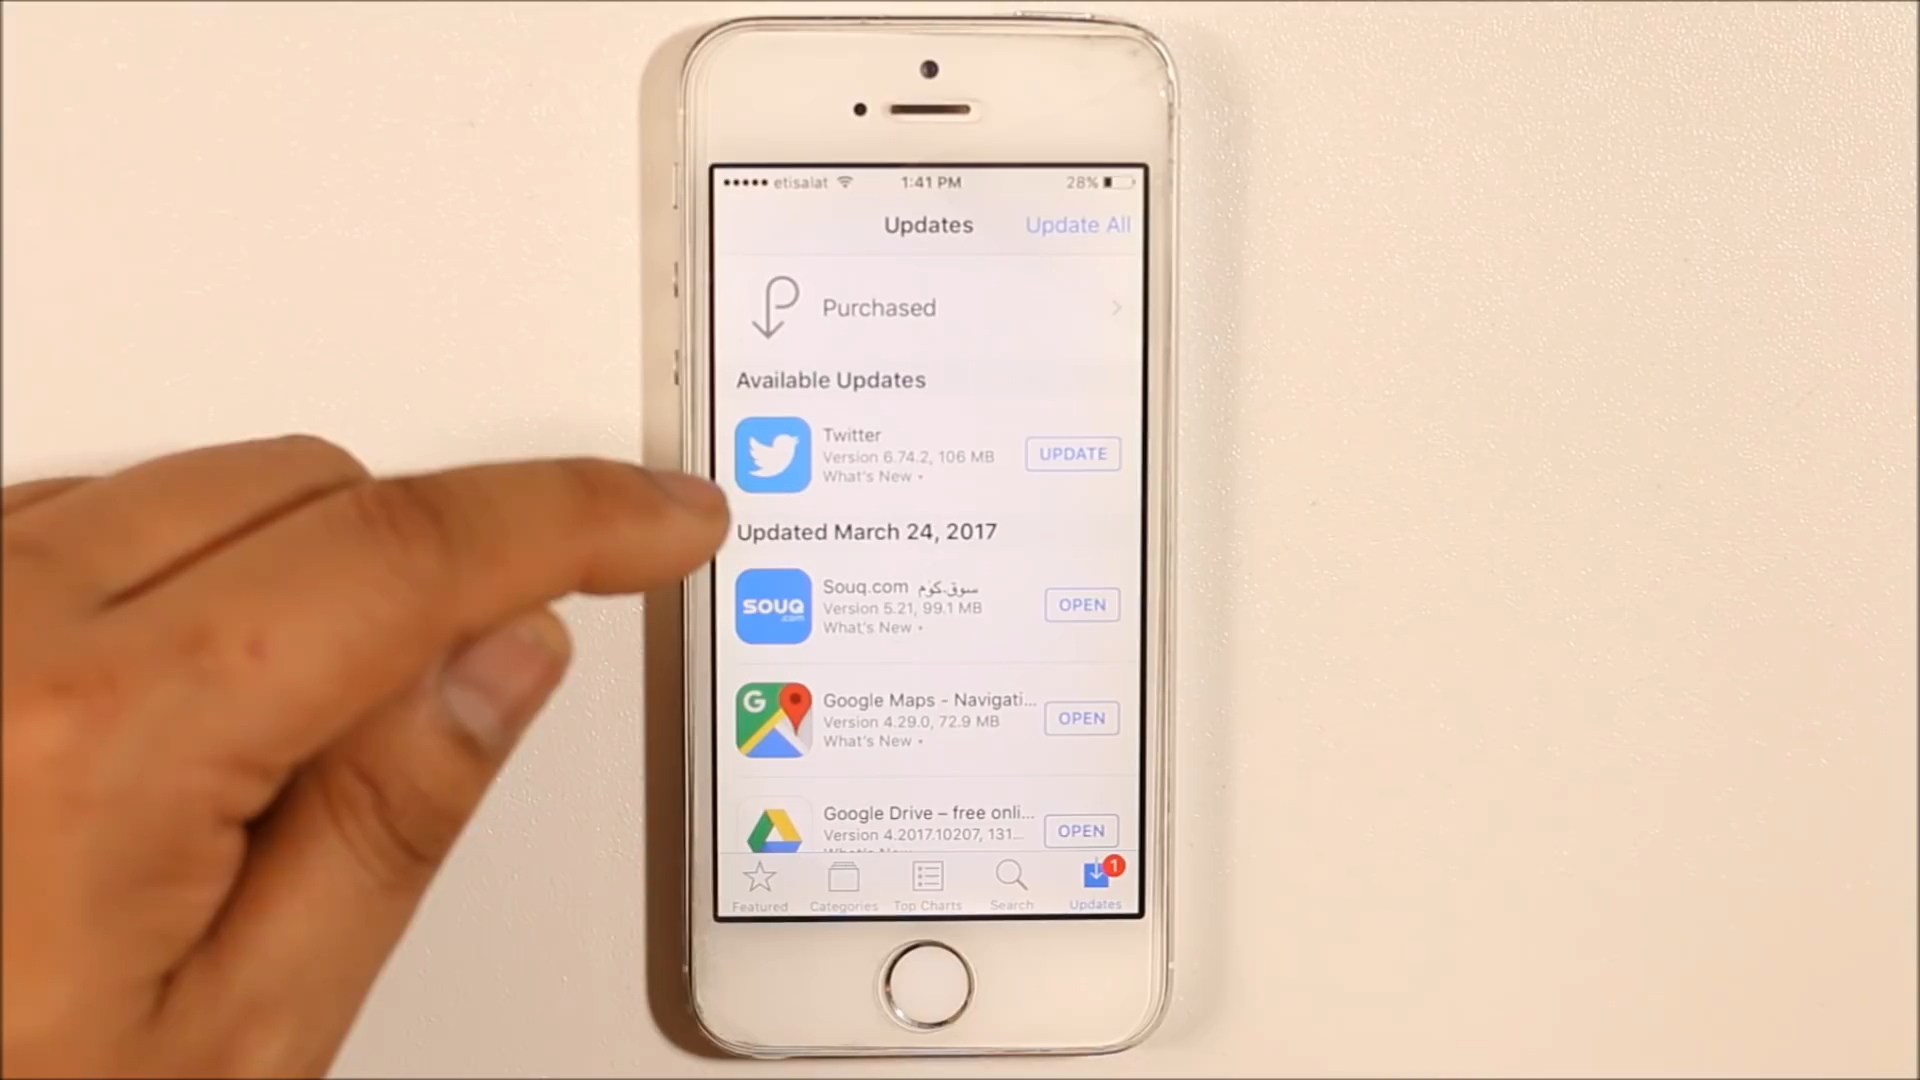 etisalat 1:41 PM 28%
Updates Update All
Purchased
Available Updates
Twitter
Version 6.74.2, 106 MB
What's New
UPDATE
Updated March 24, 2017
souq
.com
Souq.com سوق.كوم
Version 5.21, 99.1 MB
What's New
OPEN
G
Google Maps - Navigati...
Version 4.29.0, 72.9 MB
What's New
OPEN
Google Drive – free onli...
Version 4.2017.10207, 131...
What's New
OPEN
1
Featured Categories Top Charts Search Updates